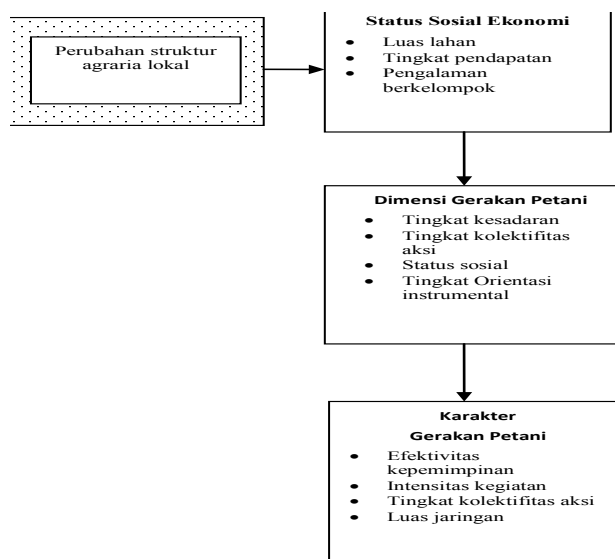 Perubahan struktur
agraria lokal
Status Sosial Ekonomi
• Luas lahan
• Tingkat pendapatan
• Pengalaman
berkelompok
Dimensi Gerakan Petani
• Tingkat kesadaran
• Tingkat kolektifitas
aksi
• Status sosial
• Tingkat Orientasi
instrumental
Karakter
Gerakan Petani
• Efektivitas
kepemimpinan
• Intensitas kegiatan
• Tingkat kolektifitas aksi
• Luas jaringan